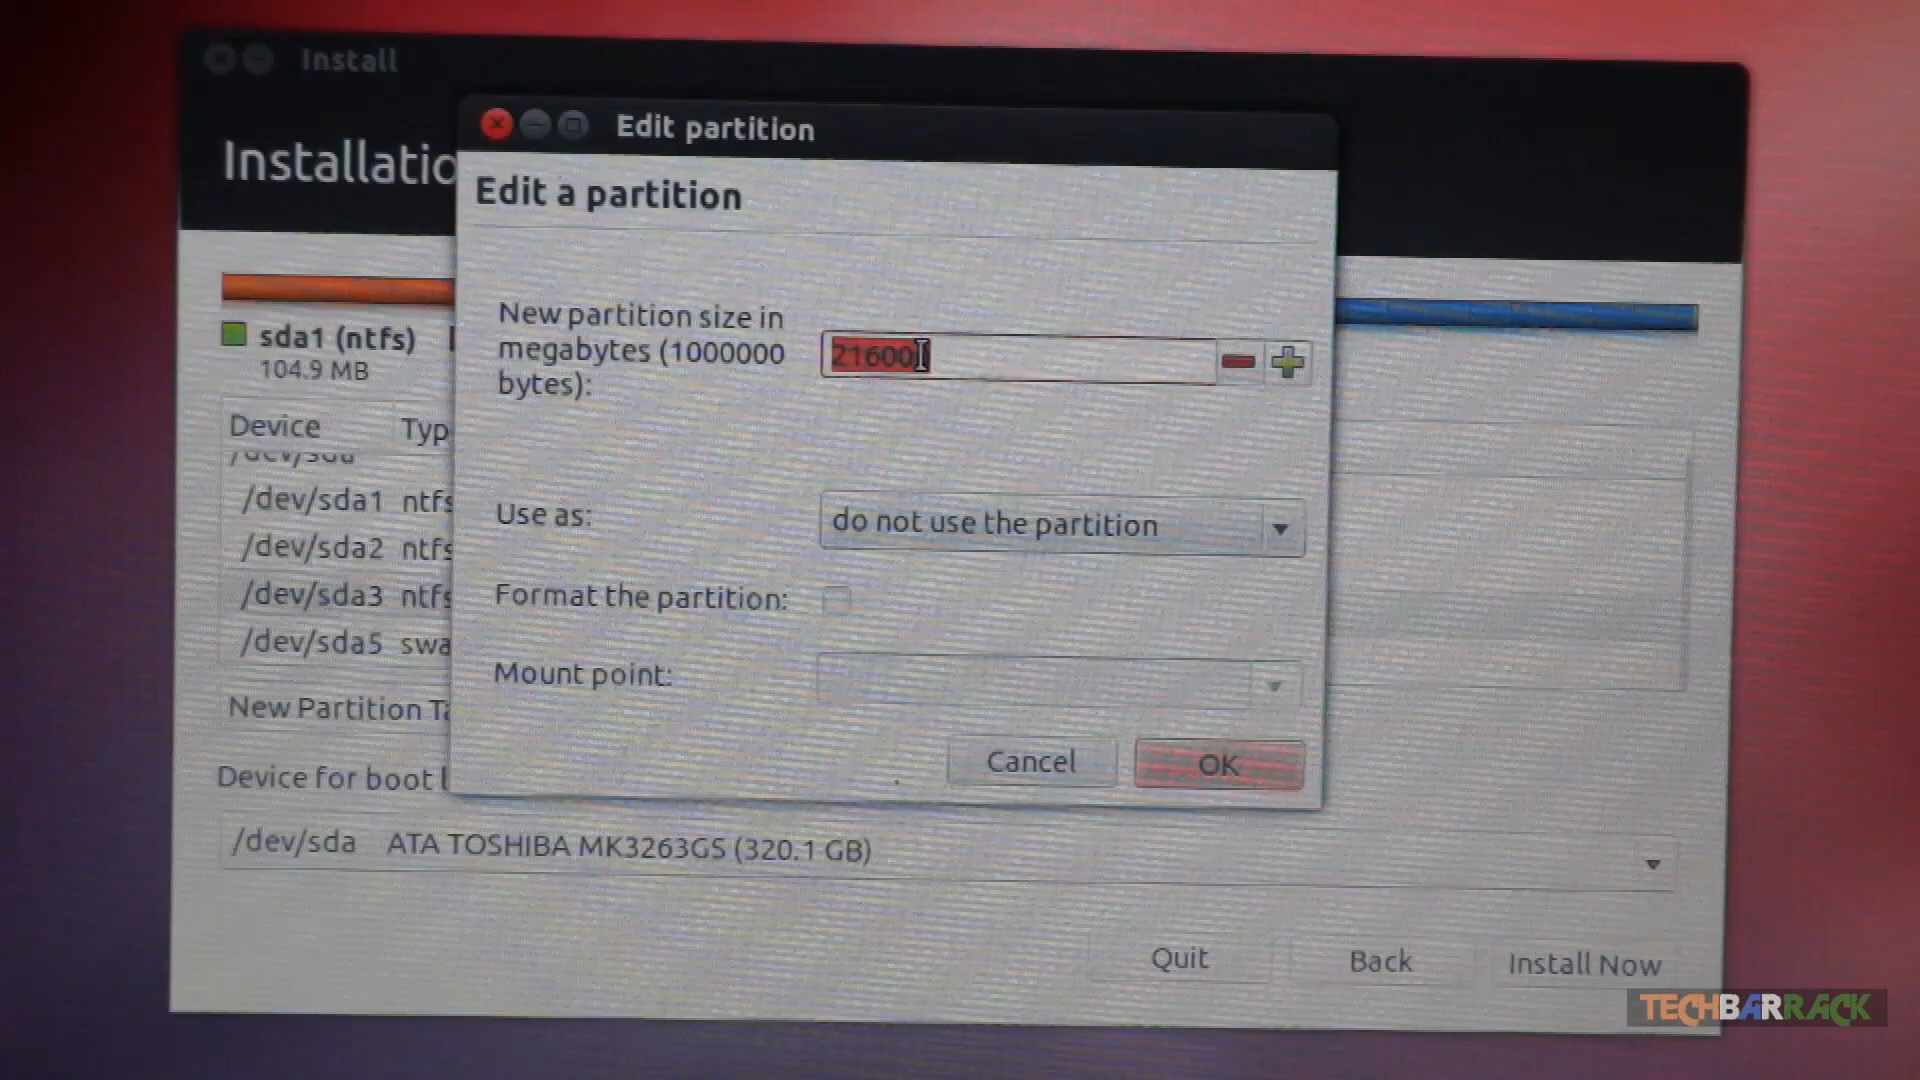 Install
Edit partition
Installatio
Edit a partition
New partition size in
megabytes (1000000
bytes):
21600
sda1 (ntfs)
104.9 MB
Device Typ
/dev/sda
/dev/sda1 ntfs
/dev/sda2 ntfs
/dev/sda3 ntfs
/dev/sda5 swa
Use as:
do not use the partition
Format the partition:
Mount point:
New Partition Ta
Cancel
OK
Device for boot l
/dev/sda ATA TOSHIBA MK3263GS (320.1 GB)
Quit
Back
Install Now
TECHBARRACK